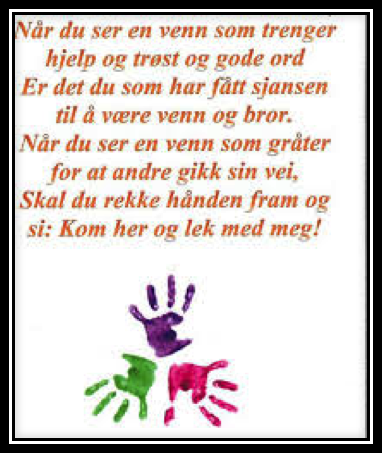 Når du ser en venn som trenger
hjelp og trøst og gode ord
Er det du som har fått sjansen
til å være venn og bror.
Når du ser en venn som gråter
for at andre gikk sin vei,
Skal du rekke hånden fram og
si: Kom her og lek med meg!